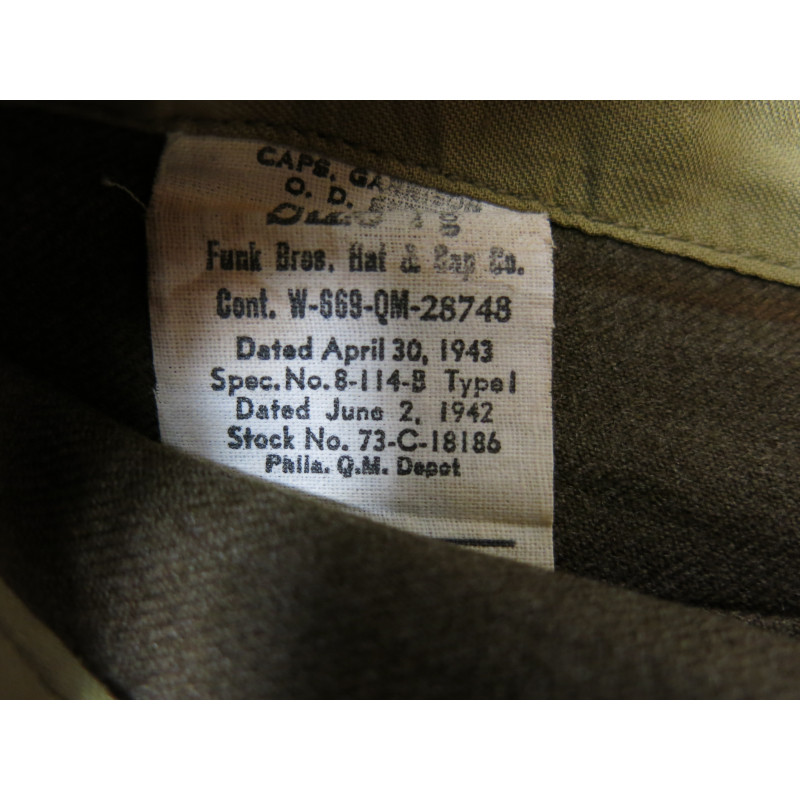 CAPS, GARRISON
O. D.
Funk Bros. Hat & Cap Co.
Cont. W-669-QM-28748
Dated April 30, 1943
Spec. No. 8-114-B Type I
Dated June 2, 1942
Stock No. 73-C-18186
Phila. Q.M. Depot